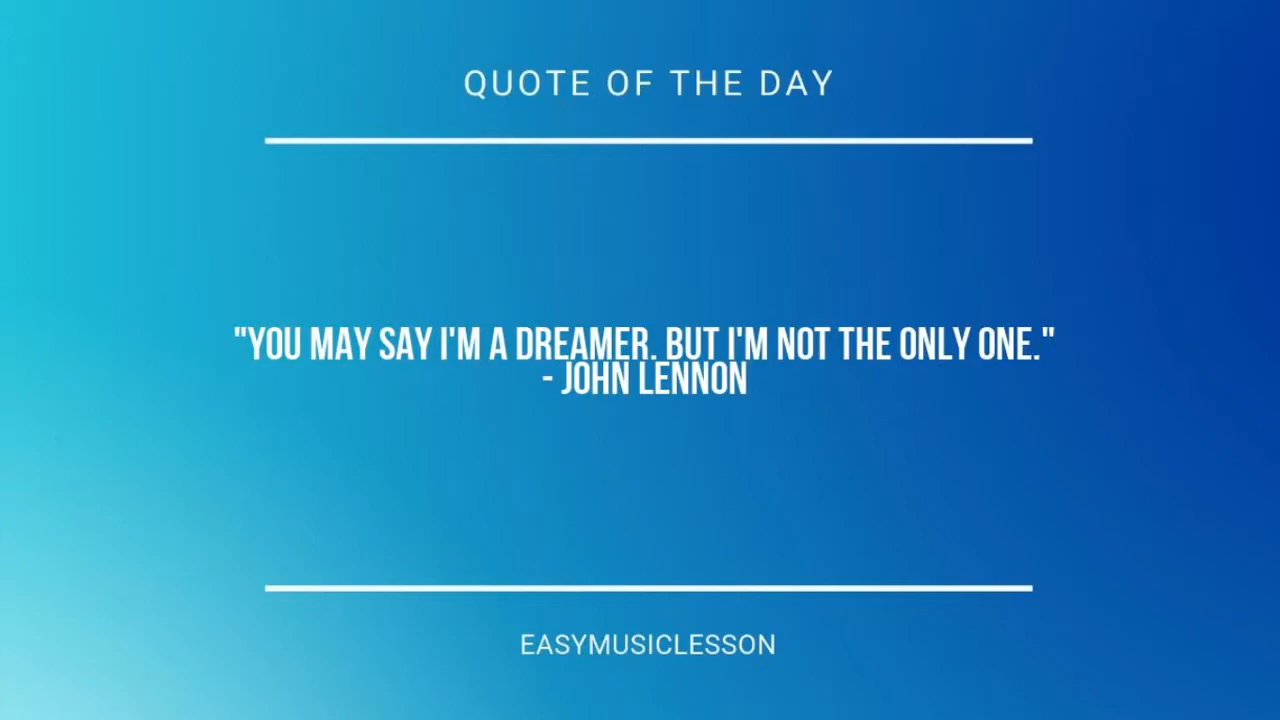 QUOTE OF THE DAY
"YOU MAY SAY I'M A DREAMER. BUT I'M NOT THE ONLY ONE."
- JOHN LENNON
EASYMUSICLESSON